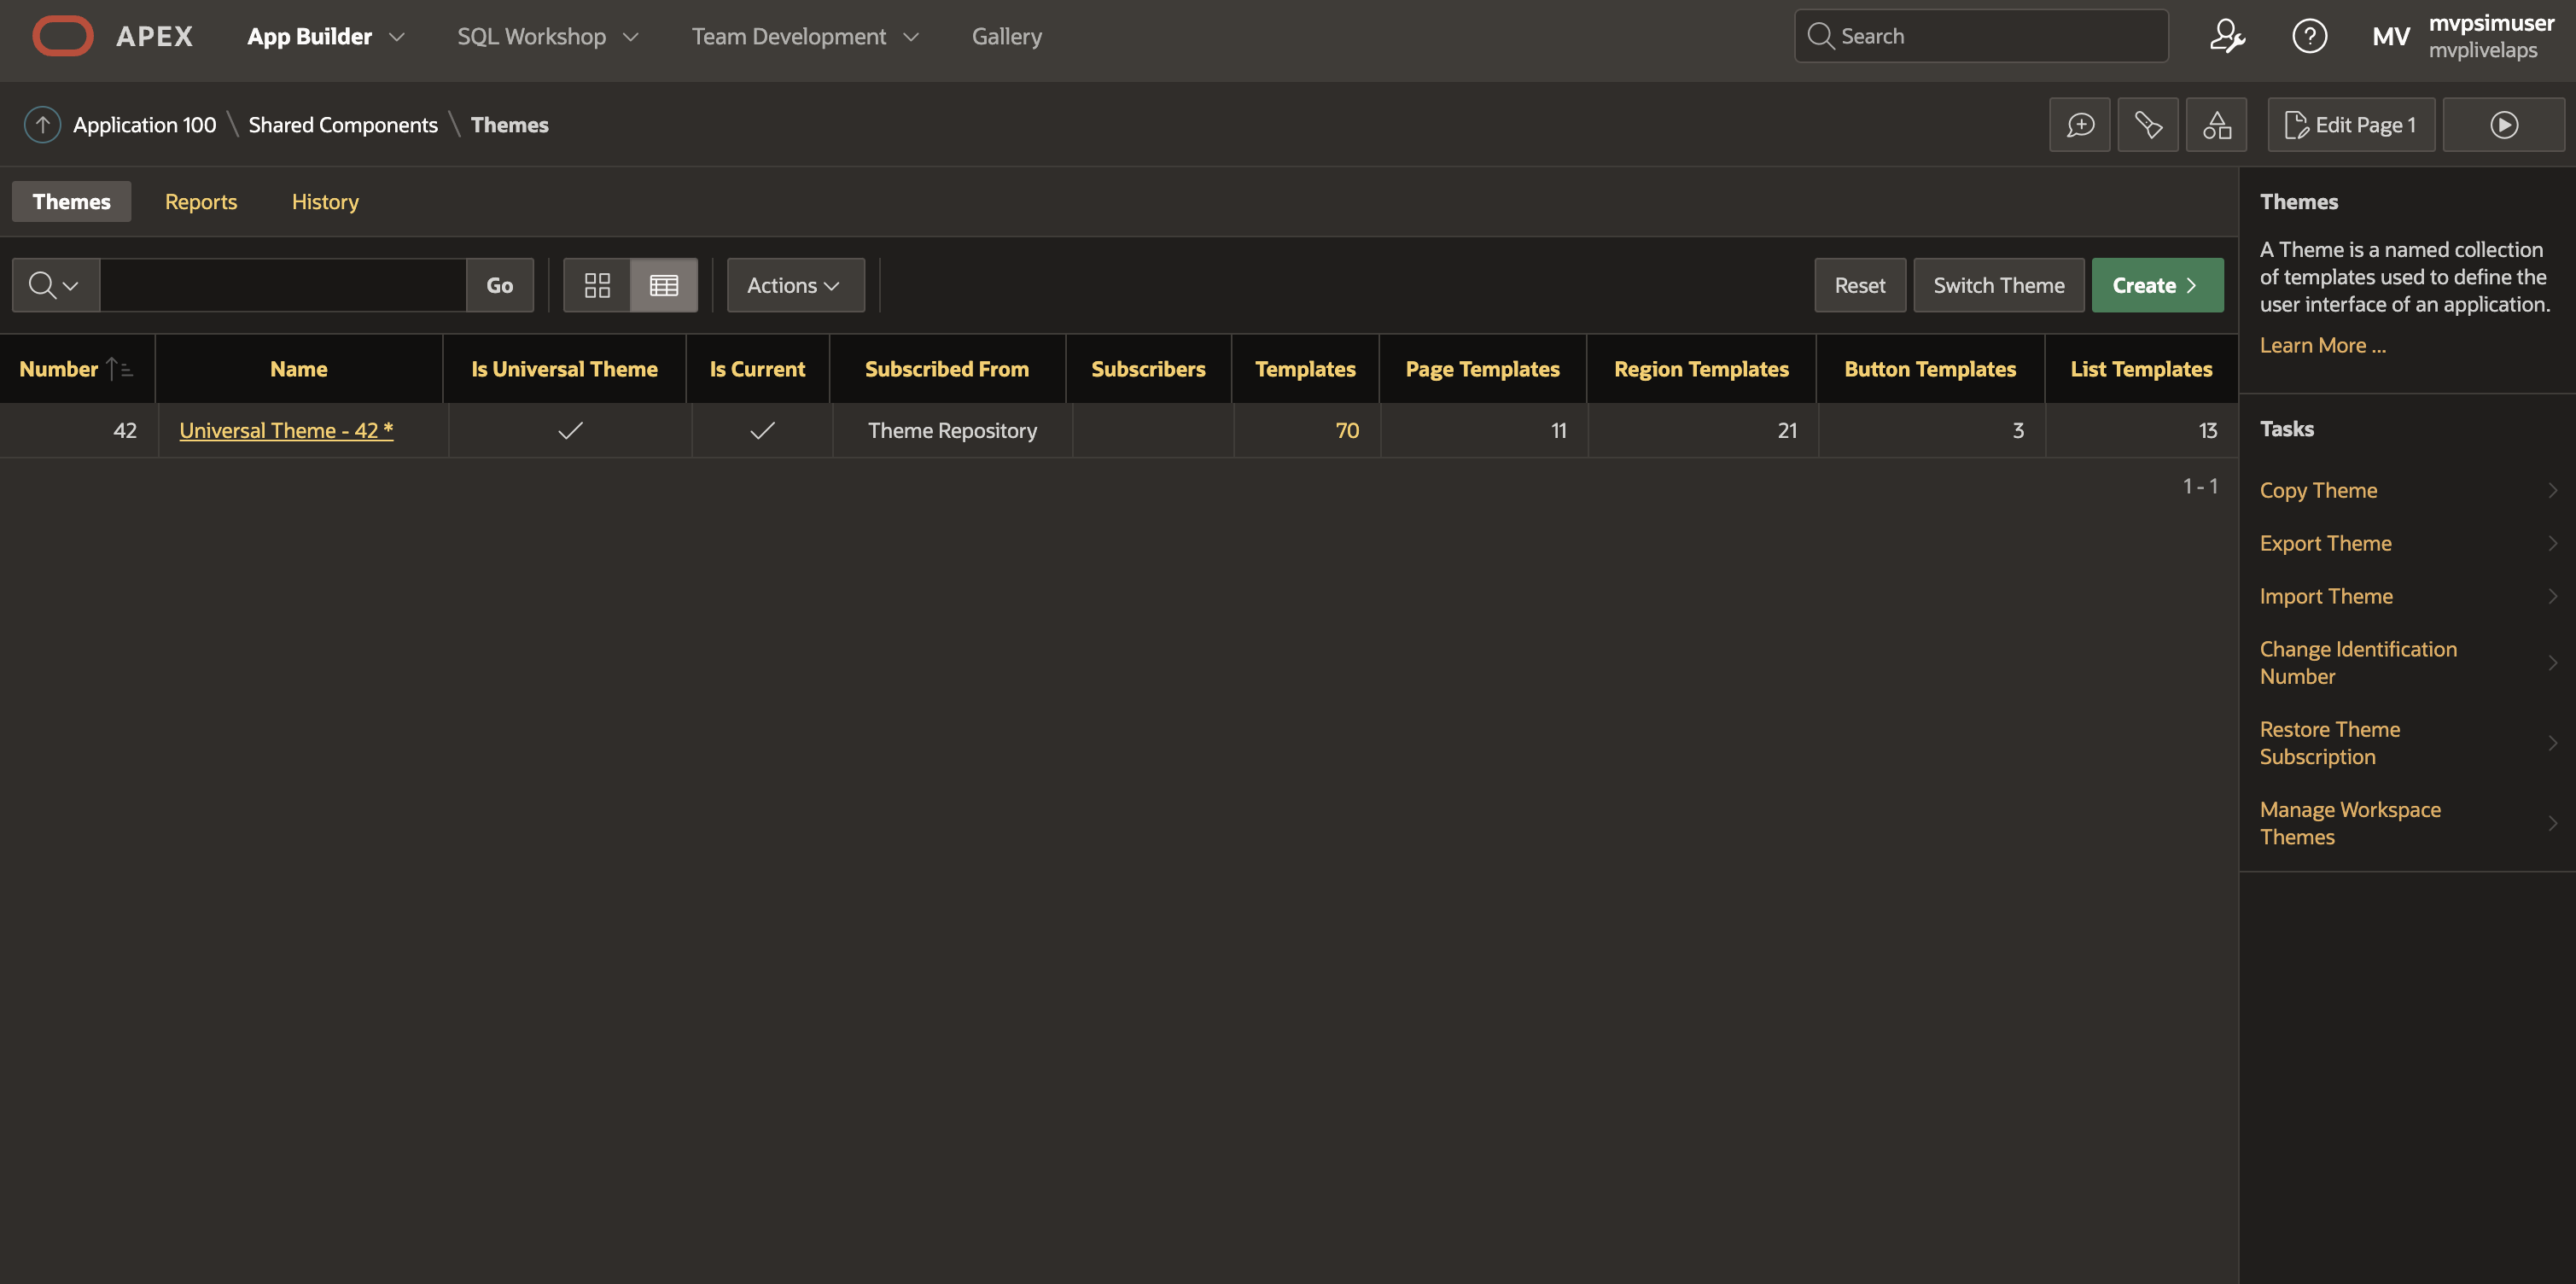 APEX App Builder SQL Workshop Team Development Gallery Search MV mvpsimuser
mvplivelaps
Application 100 \ Shared Components \ Themes Edit Page 1
Themes Reports History
Go Actions Reset Switch Theme Create
Number Name Is Universal Theme Is Current Subscribed From Subscribers Templates Page Templates Region Templates Button Templates List Templates
42 Universal Theme - 42 * Theme Repository 70 11 21 3 13
1 - 1
Themes
A Theme is a named collection
of templates used to define the
user interface of an application.
Learn More ...
Tasks
Copy Theme
Export Theme
Import Theme
Change Identification
Number
Restore Theme
Subscription
Manage Workspace
Themes